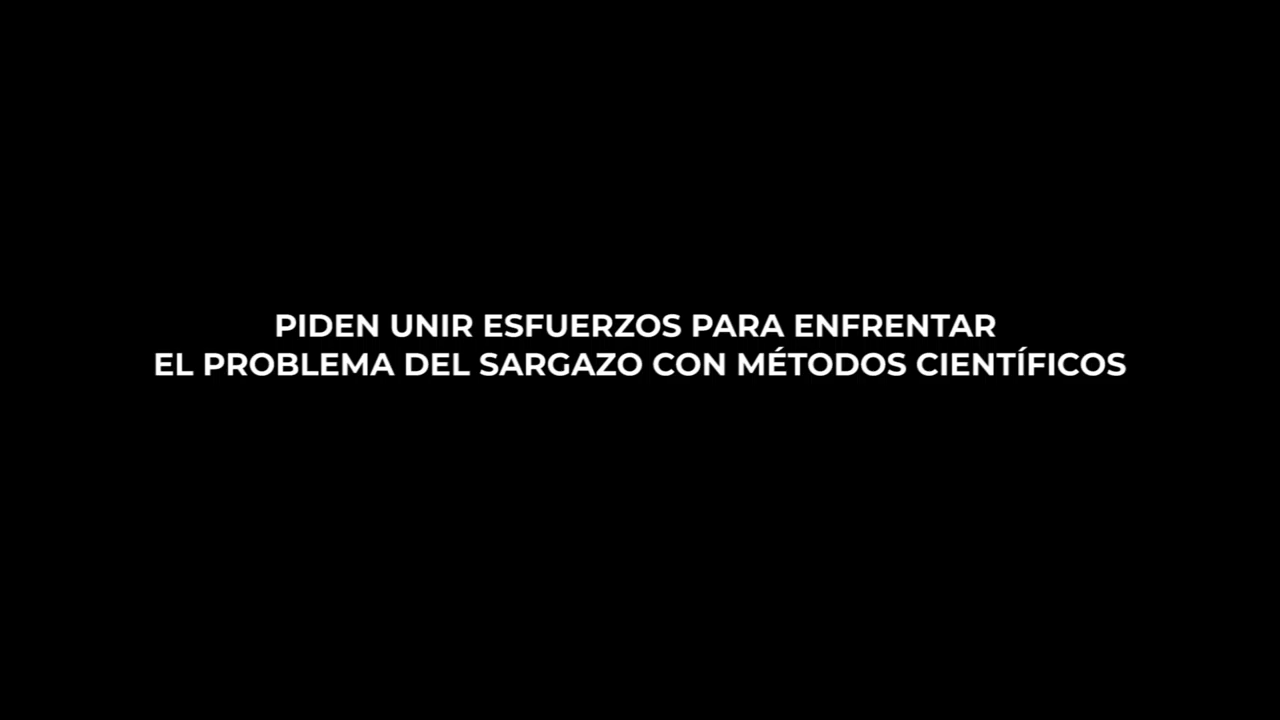 PIDEN UNIR ESFUERZOS PARA ENFRENTAR
EL PROBLEMA DEL SARGAZO CON MÉTODOS CIENTÍFICOS